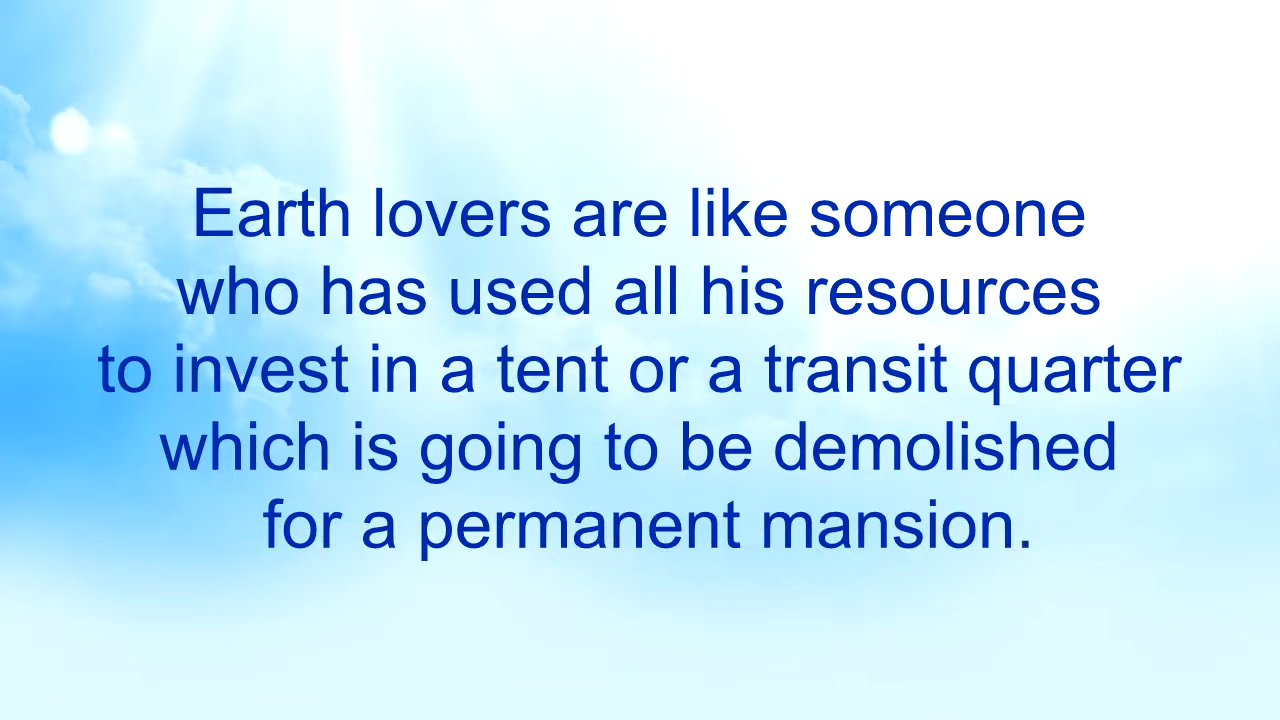 Earth lovers are like someone
who has used all his resources
to invest in a tent or a transit quarter
which is going to be demolished
for a permanent mansion.